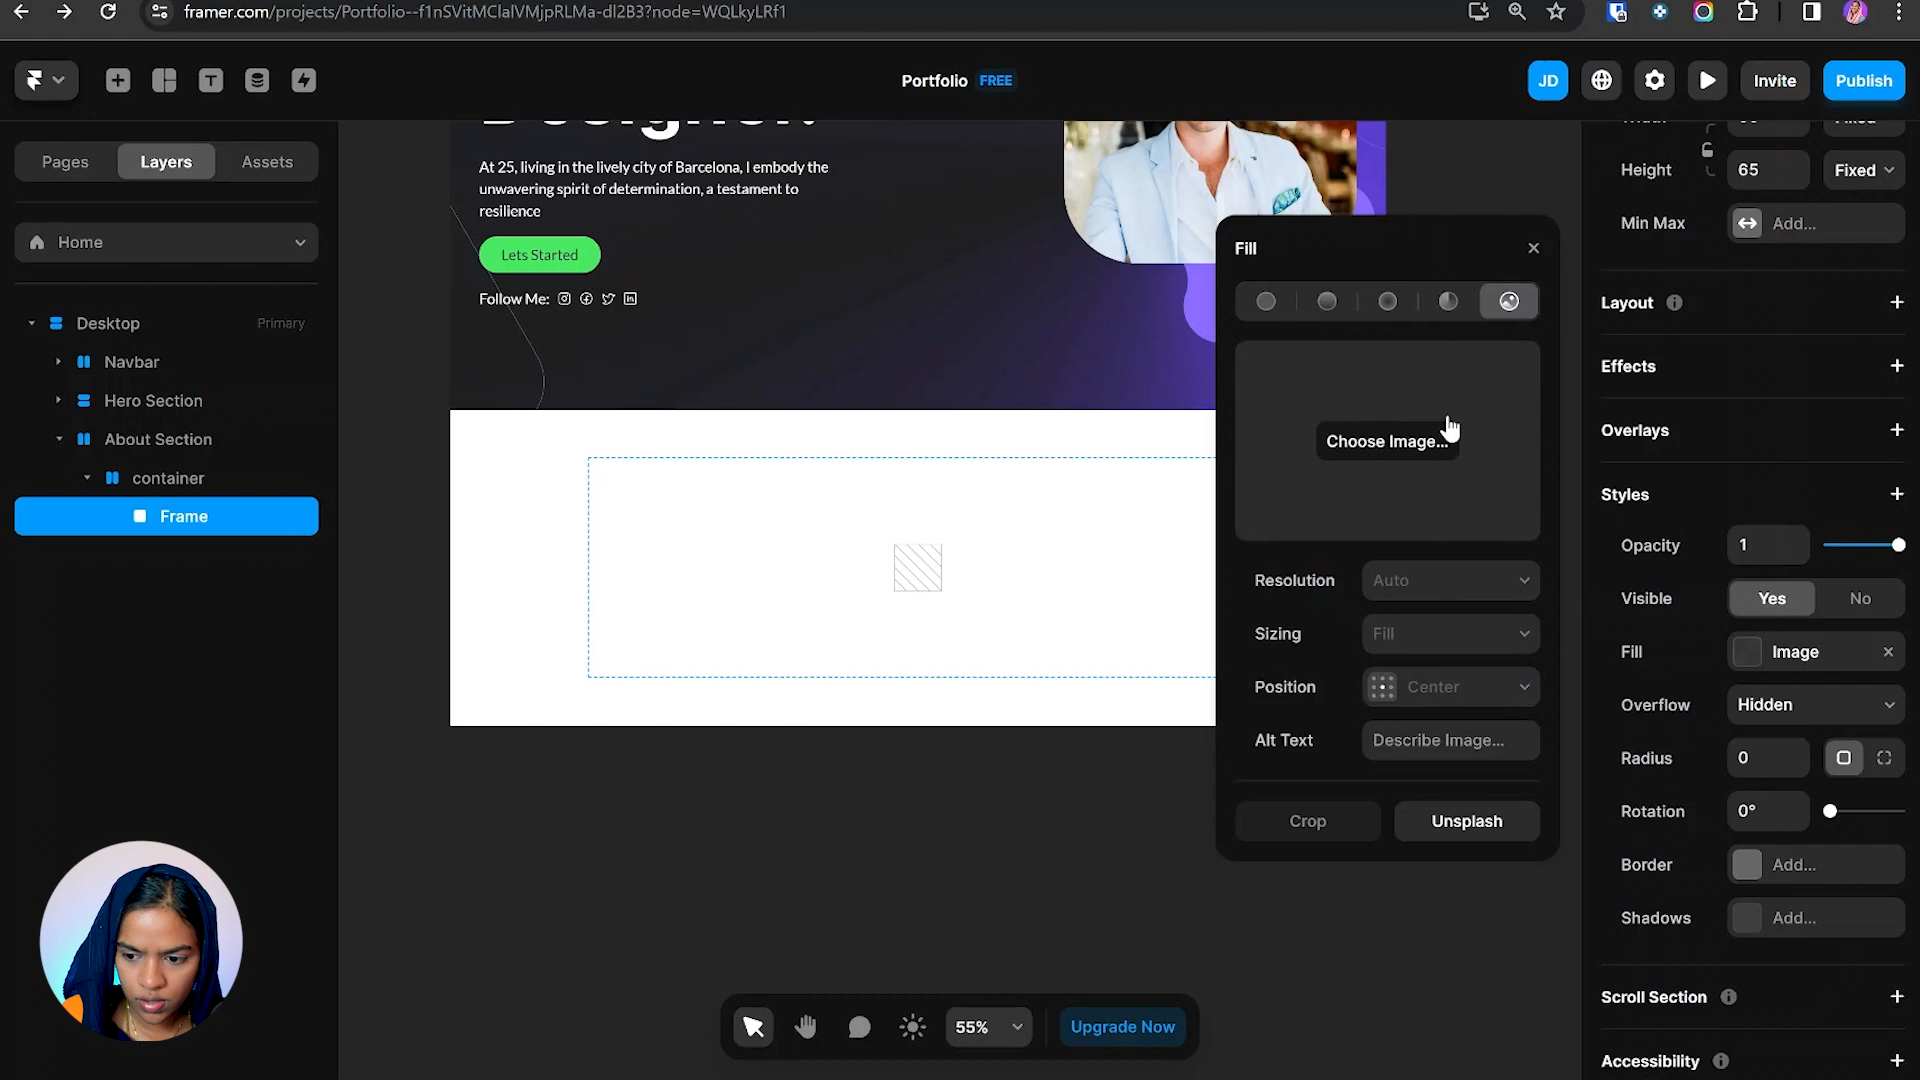 framer.com/projects/Portfolio--f1nSVitMClalVMjpRLMa-dl2B3?node=WQLkyLRf1
Portfolio FREE
JD
Invite
Publish
Pages
Layers
Assets
Home
Desktop
Primary
Navbar
Hero Section
About Section
container
Frame
Designer.
At 25, living in the lively city of Barcelona, I embody the
unwavering spirit of determination, a testament to
resilience
Lets Started
Follow Me:
Fill
Choose Image...
Resolution
Auto
Sizing
Fill
Position
Center
Alt Text
Describe Image...
Crop
Unsplash
55%
Upgrade Now
Height
65
Fixed
Min Max
Add...
Layout
Effects
Overlays
Styles
Opacity
1
Visible
Yes
No
Fill
Image
Overflow
Hidden
Radius
0
Rotation
0°
Border
Add...
Shadows
Add...
Scroll Section
Accessibility